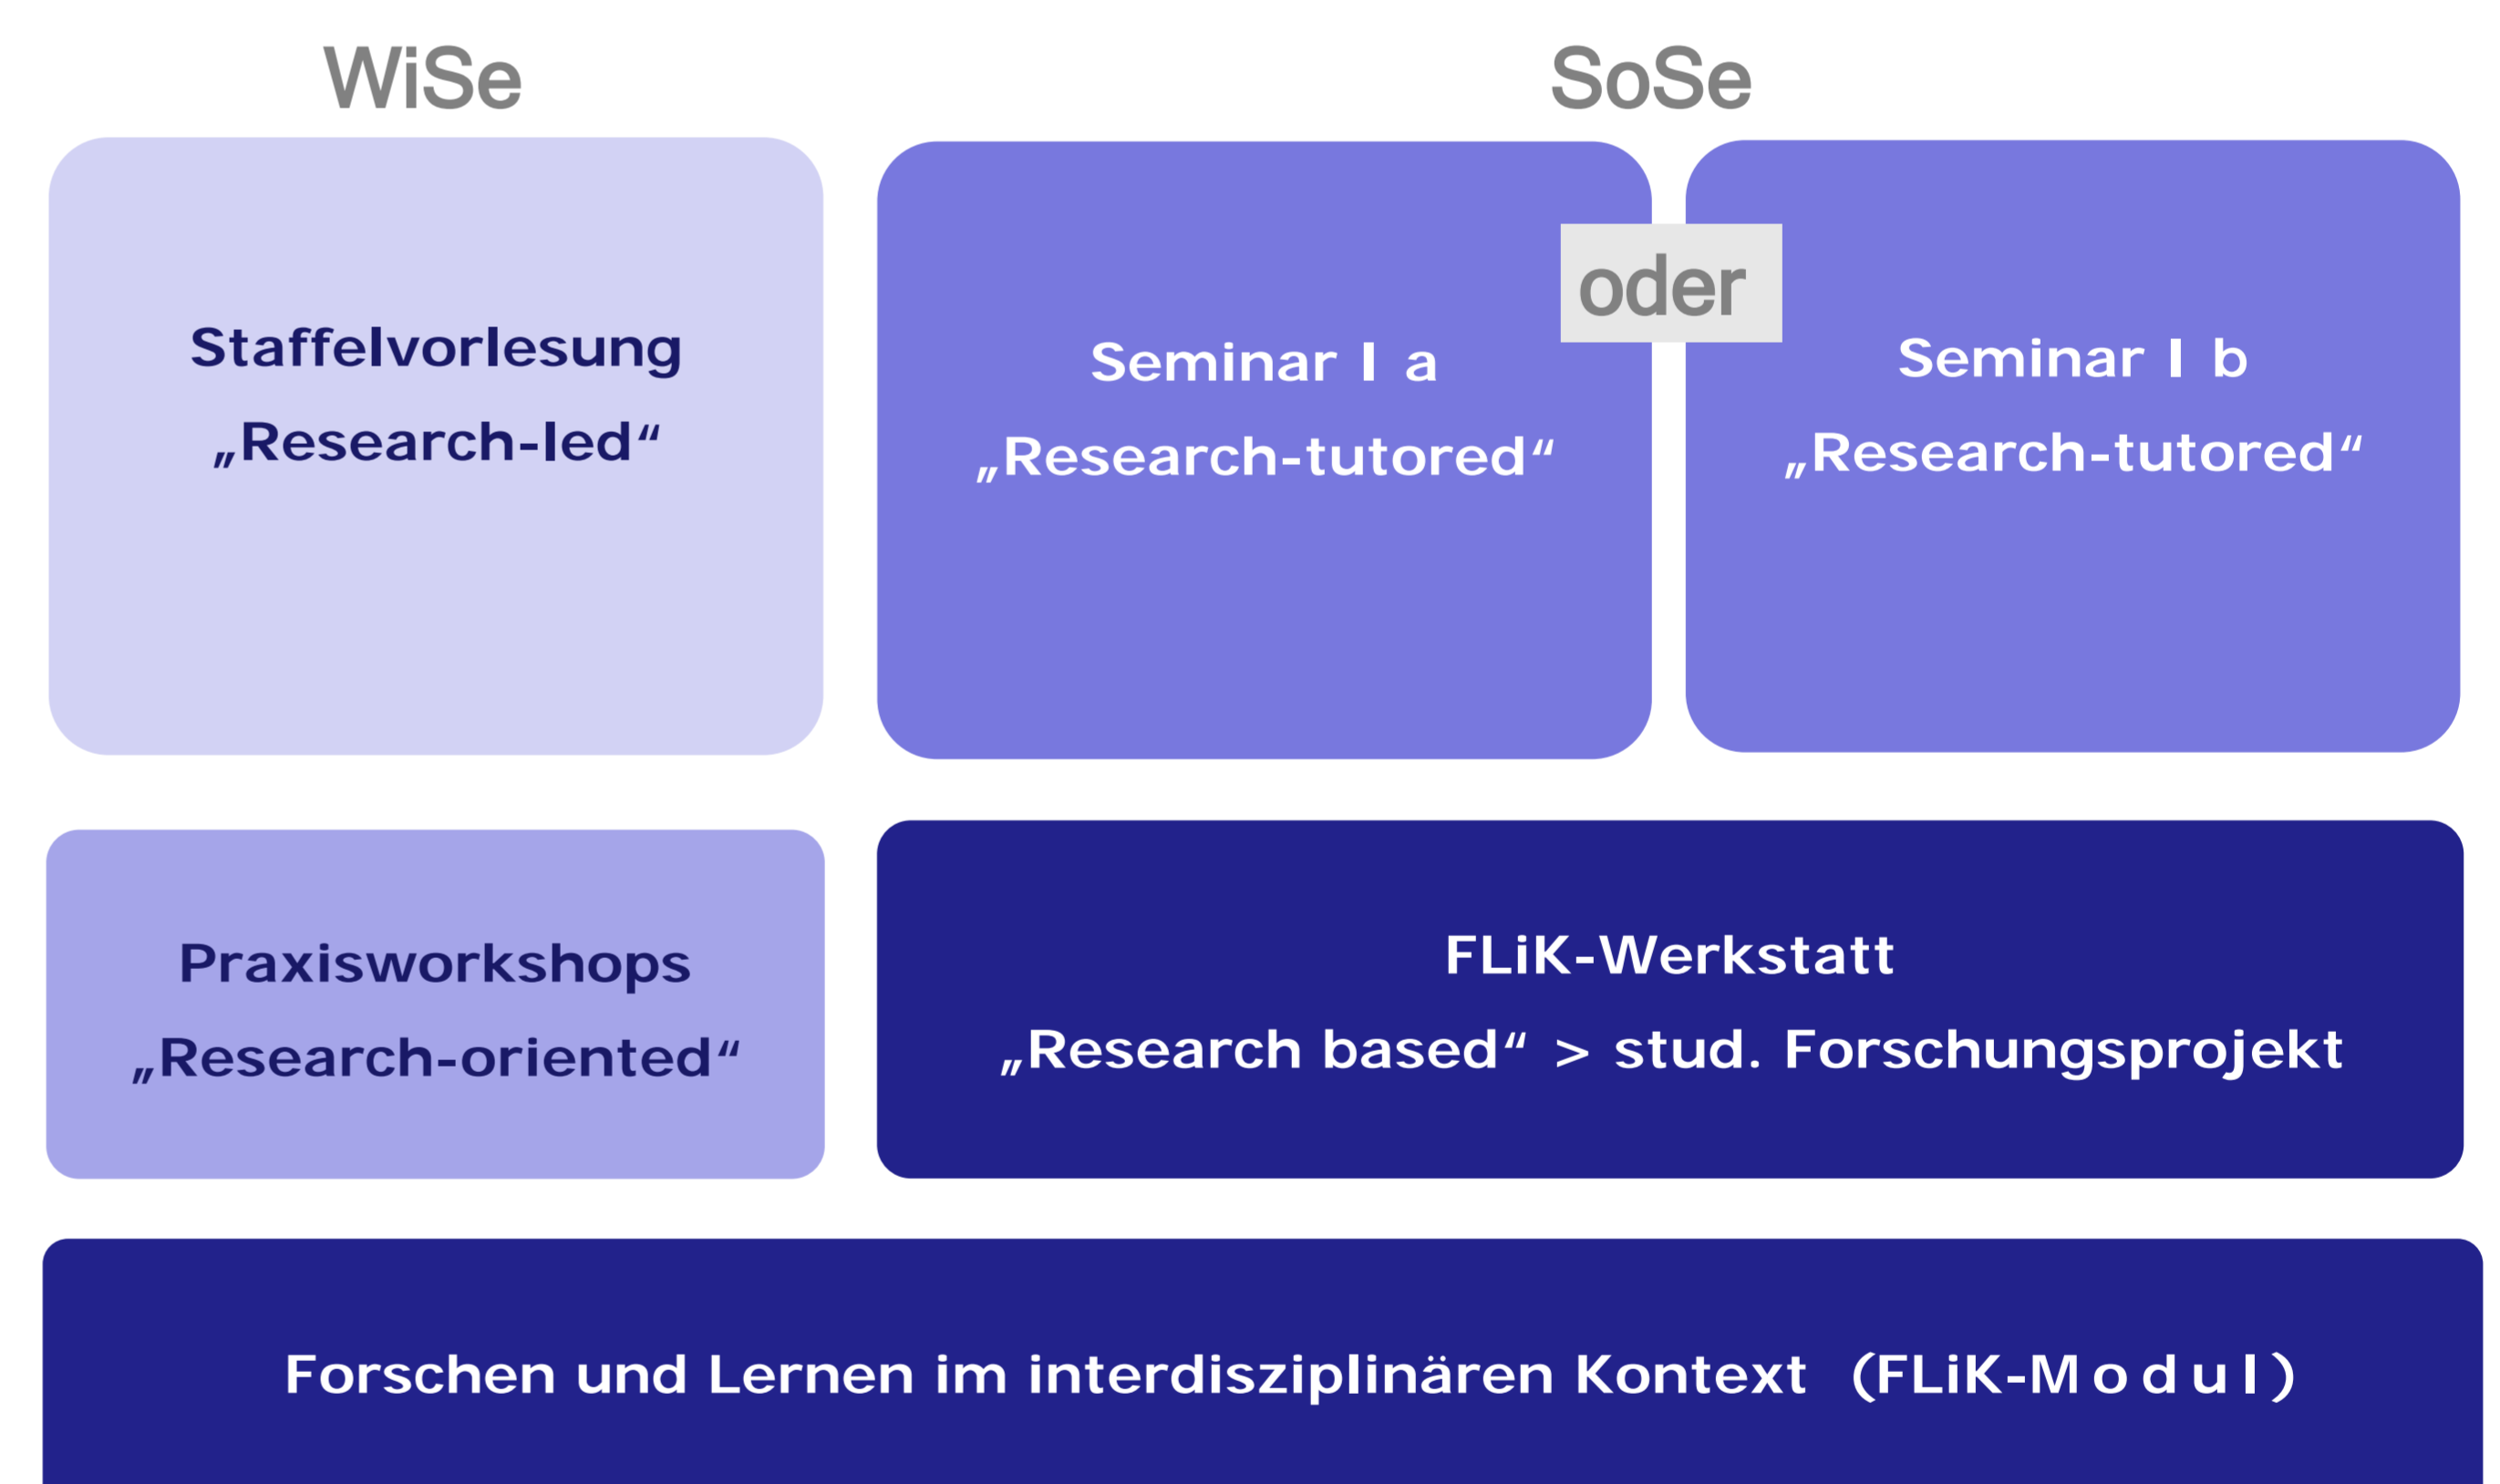 WiSe
SoSe
Staffelvorlesung
„Research-led“
oder
Seminar I a
„Research-tutored“
Seminar I b
„Research-tutored“
Praxisworkshops
„Research-oriented“
FLiK-Werkstatt
„Research based“ > stud. Forschungsprojekt
Forschen und Lernen im interdisziplinären Kontext (FLiK-Modul)